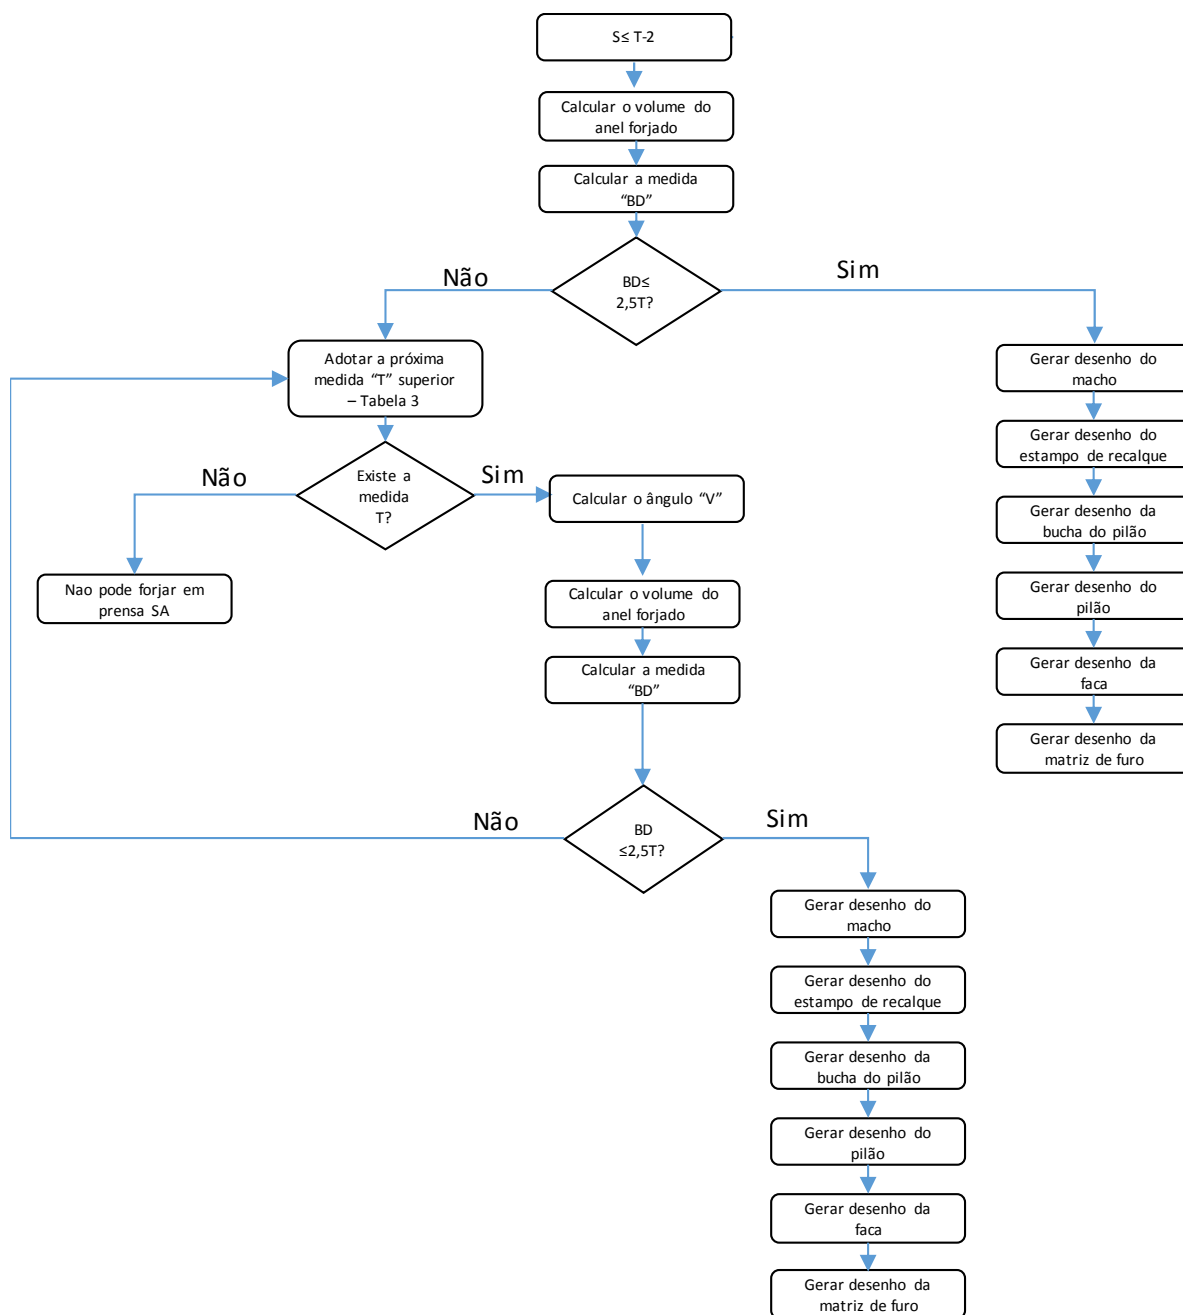 S≤ T-2
Calcular o volume do
anel forjado
Calcular a medida
“BD”
BD≤
2,5T?
Não
Sim
Adotar a próxima
medida “T” superior
– Tabela 3
Existe a
medida
T?
Não
Sim
Nao pode forjar em
prensa SA
Calcular o ângulo “V”
Calcular o volume do
anel forjado
Calcular a medida
“BD”
BD
≤2,5T?
Não
Sim
Gerar desenho do
macho
Gerar desenho do
estampo de recalque
Gerar desenho da
bucha do pilão
Gerar desenho do
pilão
Gerar desenho da
faca
Gerar desenho da
matriz de furo
Gerar desenho do
macho
Gerar desenho do
estampo de recalque
Gerar desenho da
bucha do pilão
Gerar desenho do
pilão
Gerar desenho da
faca
Gerar desenho da
matriz de furo